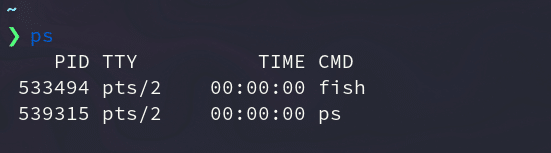 ~
❯ ps
PID TTY TIME CMD
533494 pts/2 00:00:00 fish
539315 pts/2 00:00:00 ps